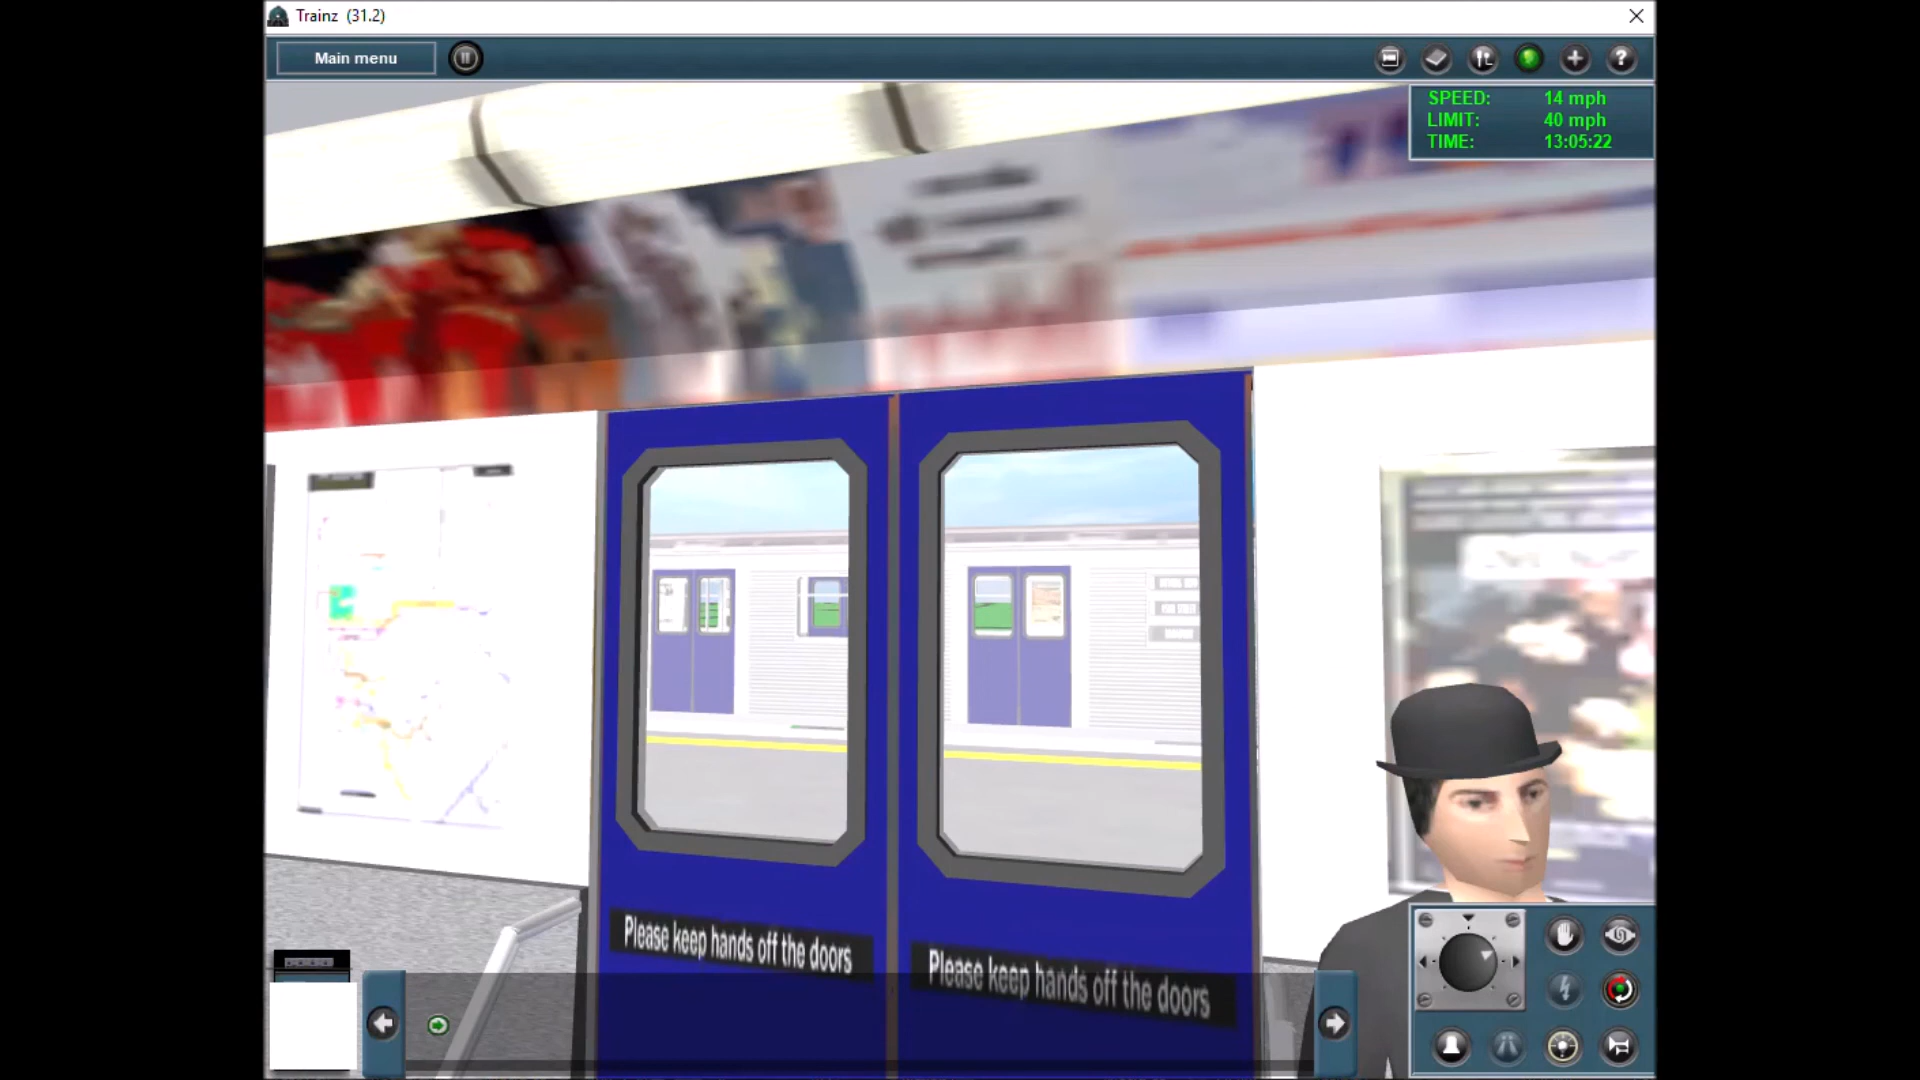 Trainz (31.2)
Main menu
SPEED: 14 mph
LIMIT: 40 mph
TIME: 13:05:22
Please keep hands off the doors
Please keep hands off the doors